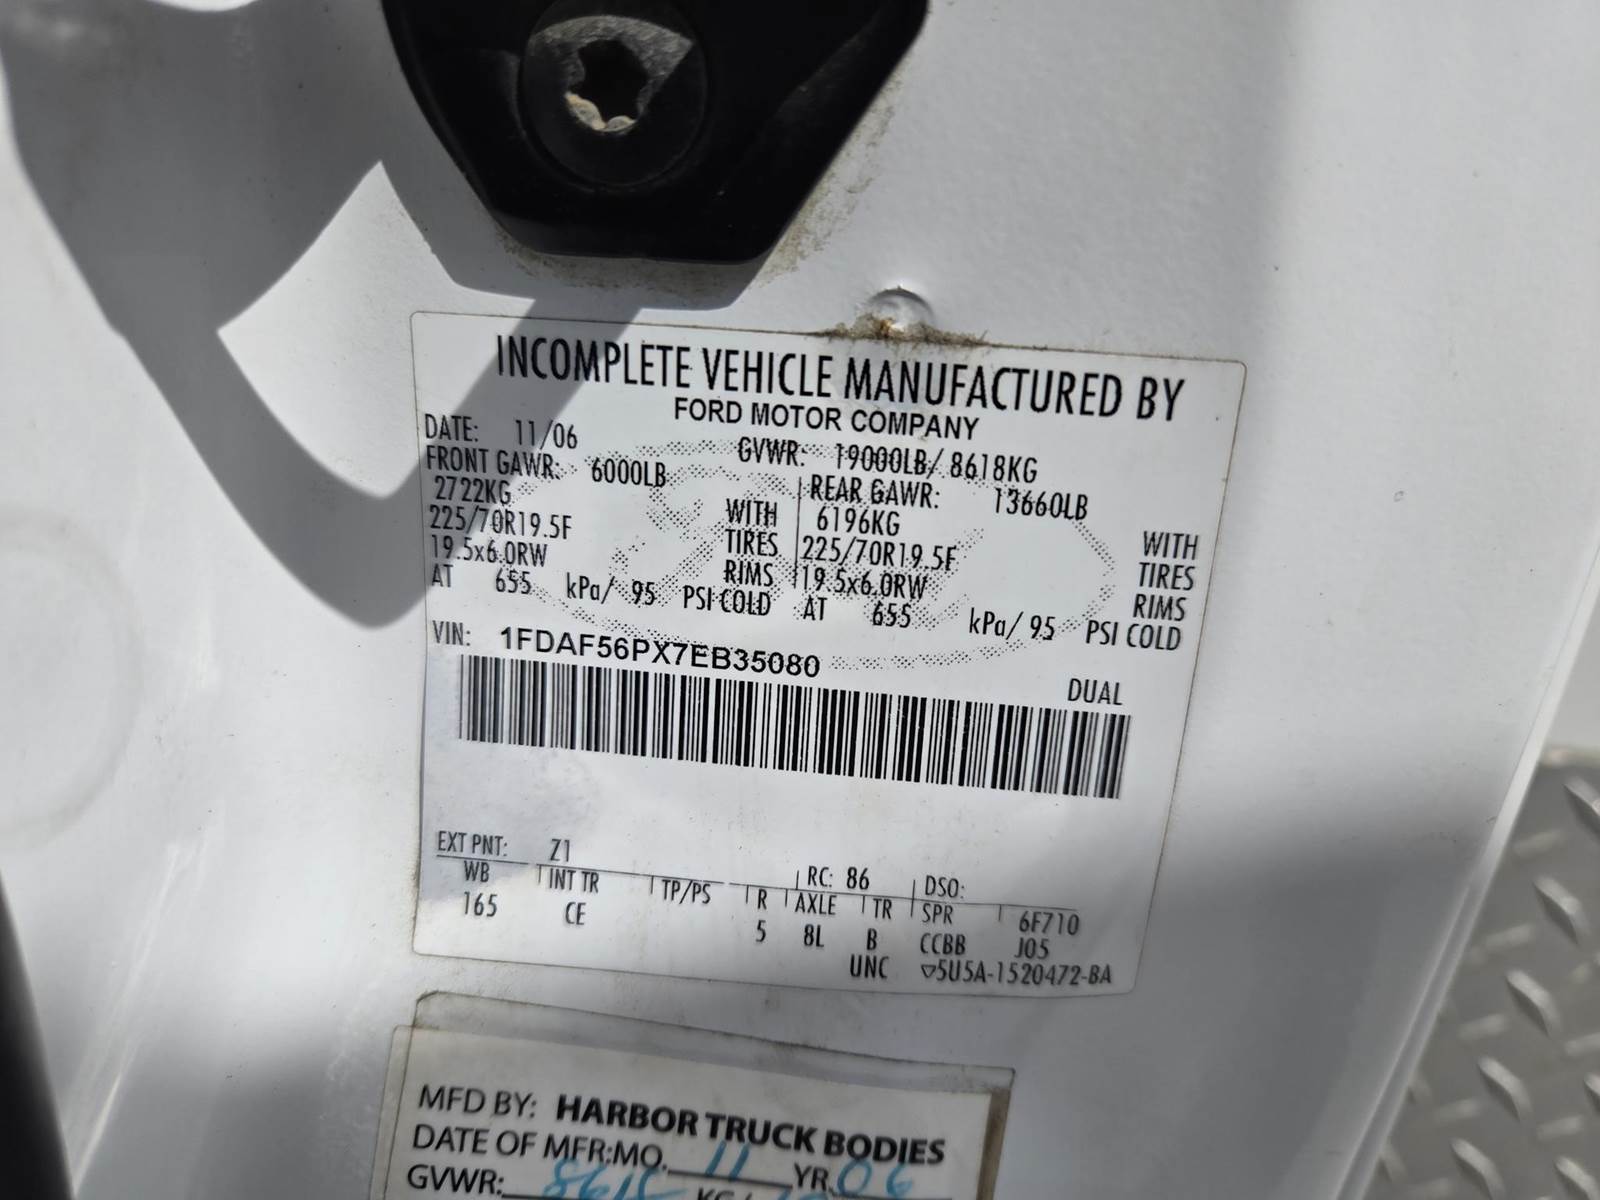 INCOMPLETE VEHICLE MANUFACTURED BY
FORD MOTOR COMPANY
DATE: 11/06 GVWR: 19000LB/ 8618KG
FRONT GAWR: 6000LB REAR GAWR: 13660LB
2722KG WITH 6196KG WITH
225/70R19.5F TIRES 225/70R19.5F TIRES
19.5x6.0RW RIMS 19.5x6.0RW RIMS
AT 655 kPa/ 95 PSI COLD AT 655 kPa/ 95 PSI COLD
VIN: 1FDAF56PX7EB35080
DUAL
EXT PNT: Z1 RC: 86 DSO:
WB INT TR TP/PS R AXLE TR SPR 6F710
165 CE 5 8L B CCBB J05
UNC ▽5U5A-1520472-BA
MFD BY: HARBOR TRUCK BODIES
DATE OF MFR:MO. 11 YR. 06
GVWR: